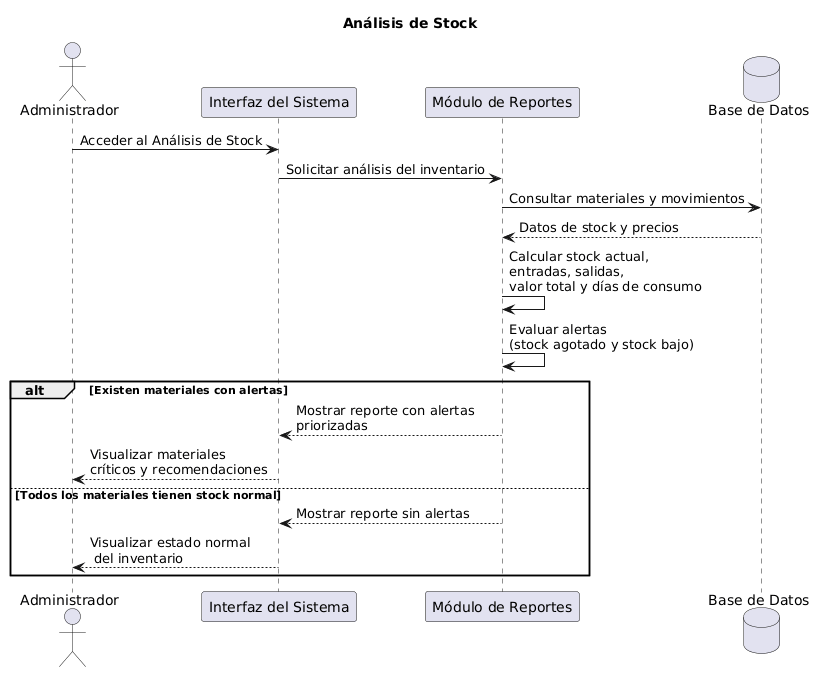 Análisis de Stock
Administrador
Interfaz del Sistema
Módulo de Reportes
Base de Datos
Acceder al Análisis de Stock
Solicitar análisis del inventario
Consultar materiales y movimientos
Datos de stock y precios
Calcular stock actual,
entradas, salidas,
valor total y días de consumo
Evaluar alertas
(stock agotado y stock bajo)
alt
[Existen materiales con alertas]
Mostrar reporte con alertas
priorizadas
Visualizar materiales
críticos y recomendaciones
[Todos los materiales tienen stock normal]
Mostrar reporte sin alertas
Visualizar estado normal
del inventario
Administrador
Interfaz del Sistema
Módulo de Reportes
Base de Datos